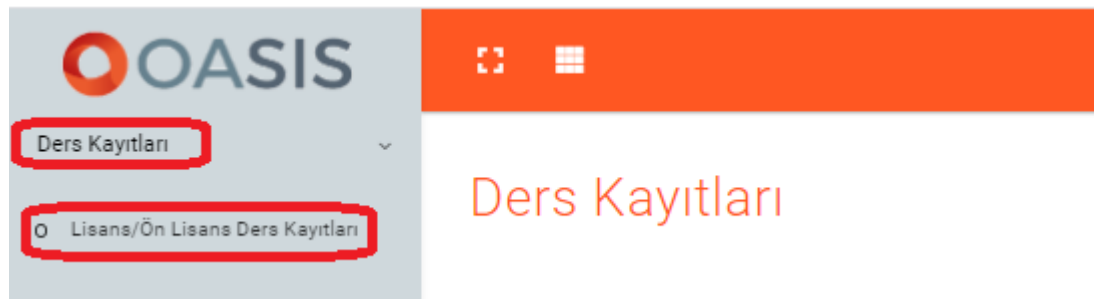 OASIS
Ders Kayıtları
Lisans/Ön Lisans Ders Kayıtları
Ders Kayıtları